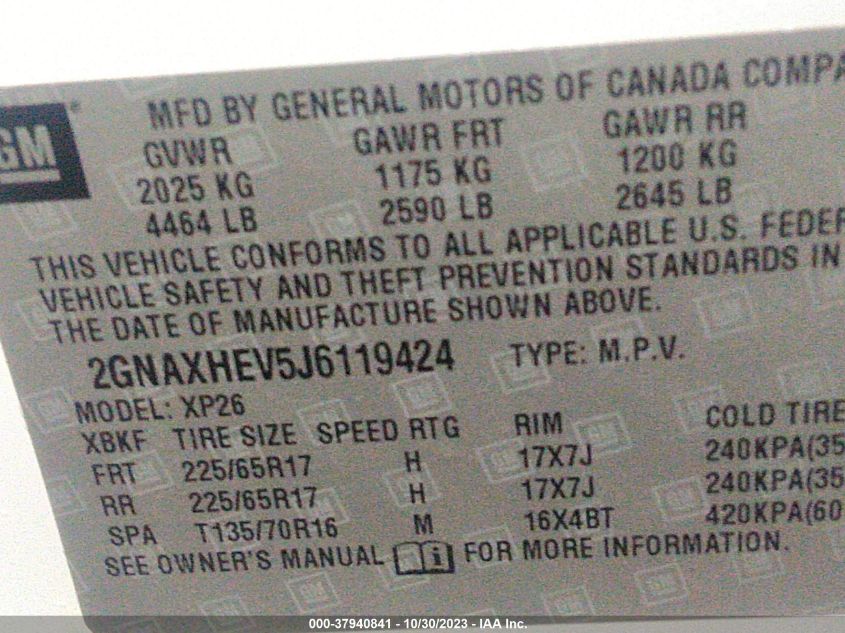 GM ®
MFD BY GENERAL MOTORS OF CANADA COMPA
GVWR GAWR FRT GAWR RR
2025 KG 1175 KG 1200 KG
4464 LB 2590 LB 2645 LB
THIS VEHICLE CONFORMS TO ALL APPLICABLE U.S. FEDER
VEHICLE SAFETY AND THEFT PREVENTION STANDARDS IN
THE DATE OF MANUFACTURE SHOWN ABOVE.
2GNAXHEV5J6119424 TYPE: M.P.V.
MODEL: XP26
XBKF TIRE SIZE SPEED RTG RIM COLD TIRE
FRT 225/65R17 H 17X7J 240KPA(35
RR 225/65R17 H 17X7J 240KPA(35
SPA T135/70R16 M 16X4BT 420KPA(60
SEE OWNER'S MANUAL i FOR MORE INFORMATION.
000-37940841 - 10/30/2023 - IAA Inc.